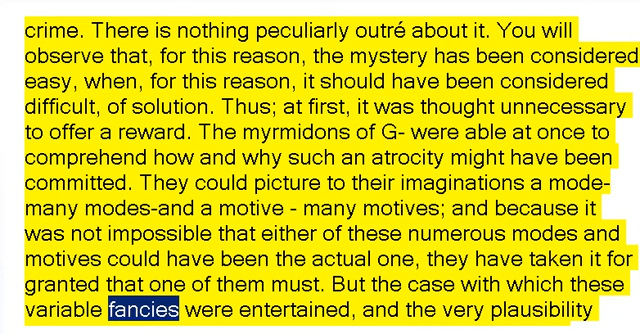 crime. There is nothing peculiarly outré about it. You will
observe that, for this reason, the mystery has been considered
easy, when, for this reason, it should have been considered
difficult, of solution. Thus; at first, it was thought unnecessary
to offer a reward. The myrmidons of G- were able at once to
comprehend how and why such an atrocity might have been
committed. They could picture to their imaginations a mode-
many modes-and a motive - many motives; and because it
was not impossible that either of these numerous modes and
motives could have been the actual one, they have taken it for
granted that one of them must. But the case with which these
variable fancies were entertained, and the very plausibility